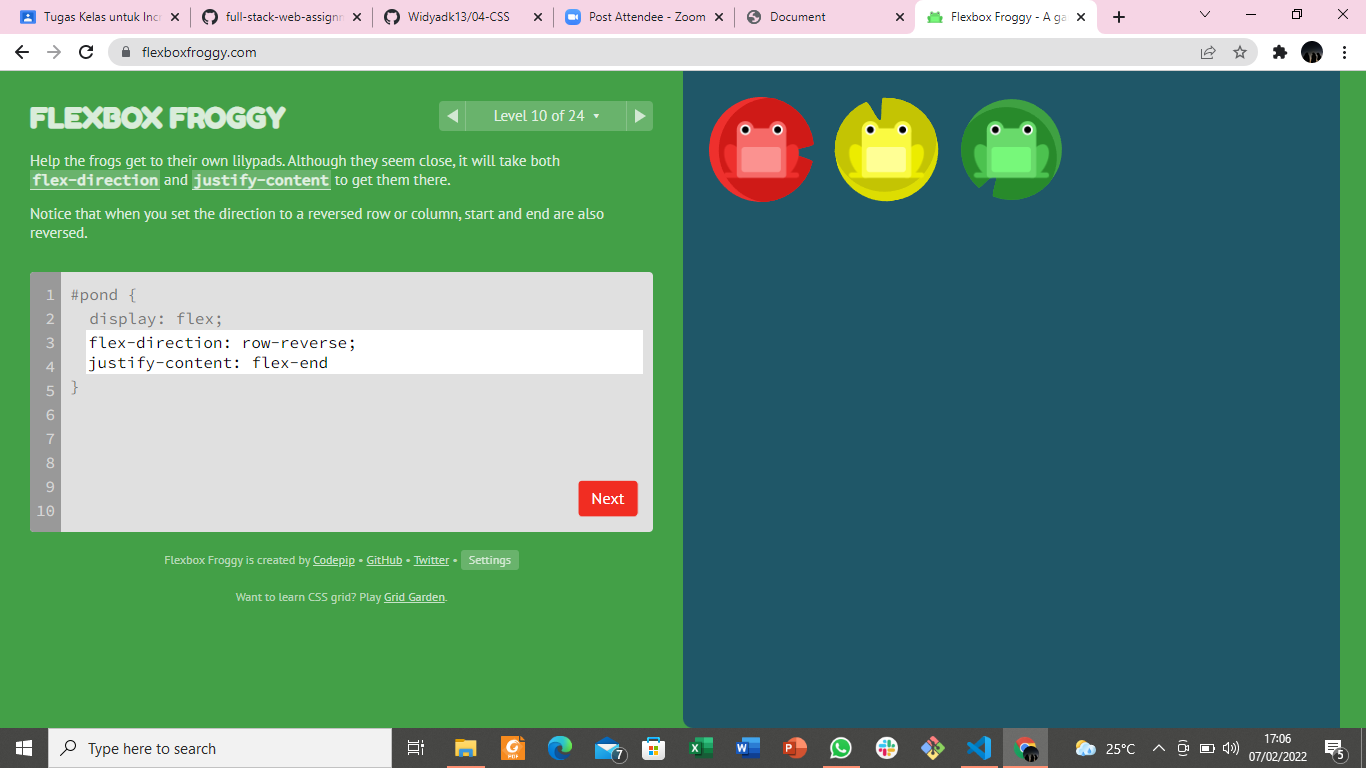 Tugas Kelas untuk Incr
full-stack-web-assignm
Widyadk13/04-CSS
Post Attendee - Zoom
Document
Flexbox Froggy - A ga
flexboxfroggy.com
FLEXBOX FROGGY
Level 10 of 24
Help the frogs get to their own lilypads. Although they seem close, it will take both
flex-direction and justify-content to get them there.
Notice that when you set the direction to a reversed row or column, start and end are also
reversed.
1 #pond {
2 display: flex;
3 flex-direction: row-reverse;
4 justify-content: flex-end
5 }
6
7
8
9
10
Next
Flexbox Froggy is created by Codepip • GitHub • Twitter • Settings
Want to learn CSS grid? Play Grid Garden.
Type here to search
7
25°C
17:06
07/02/2022
5